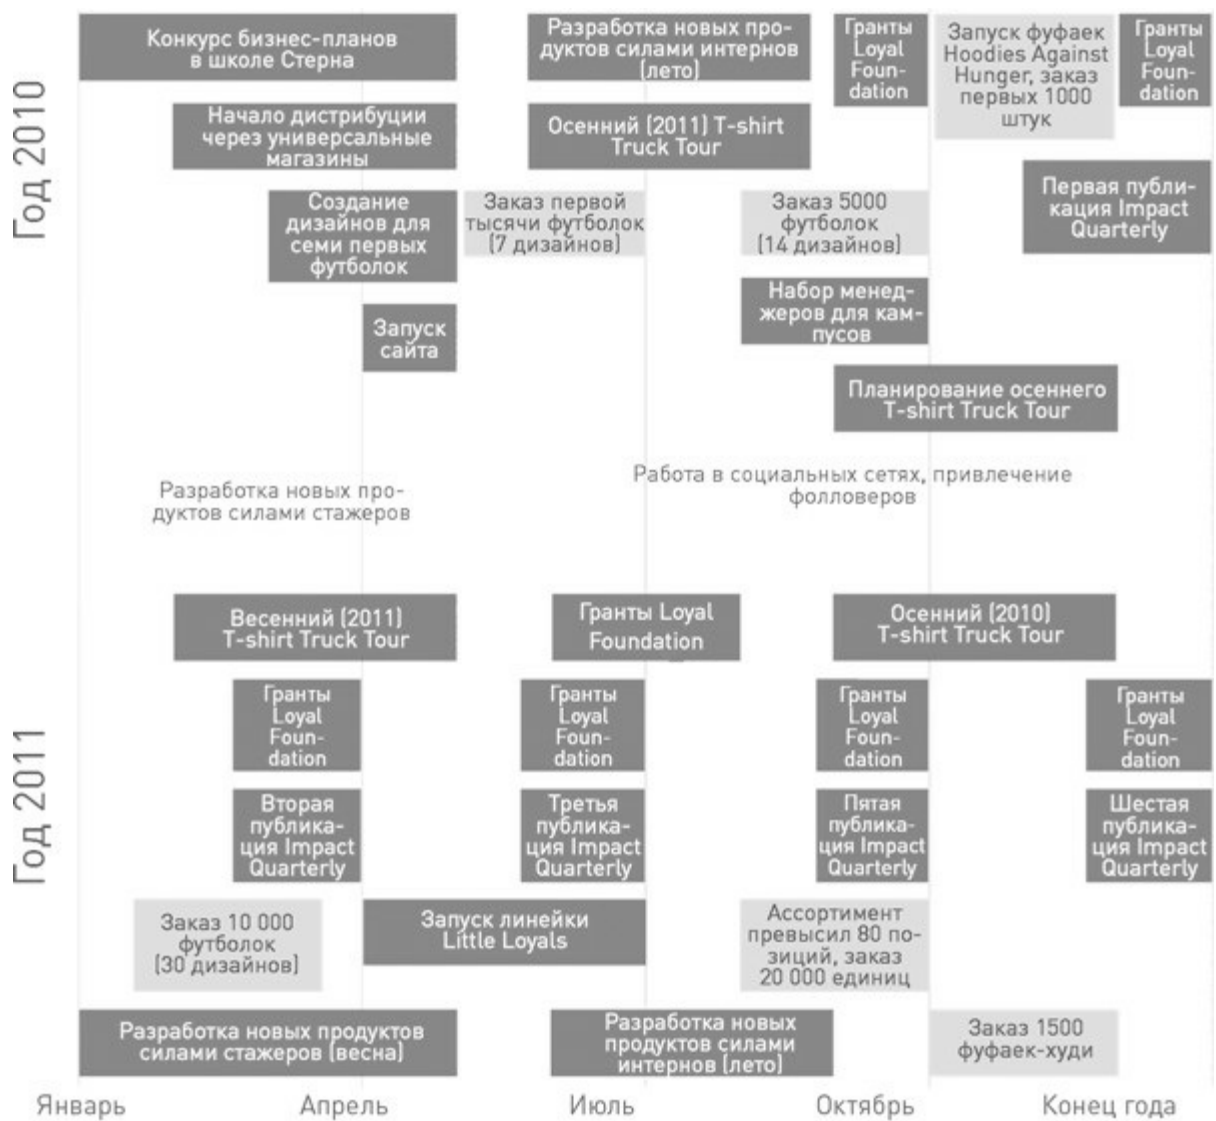 Год 2010
Конкурс бизнес-планов
в школе Стерна
Разработка новых про-
дуктов силами интернов
(лето)
Гранты
Loyal
Foun-
dation
Запуск фуфаек
Hoodies Against
Hunger, заказ
первых 1000
штук
Гранты
Loyal
Foun-
dation
Начало дистрибуции
через универсальные
магазины
Осенний (2011) T-shirt
Truck Tour
Создание
дизайнов для
семи первых
футболок
Заказ первой
тысячи футболок
(7 дизайнов)
Заказ 5000
футболок
(14 дизайнов)
Первая публи-
кация Impact
Quarterly
Запуск
сайта
Набор менед-
жеров для кам-
пусов
Планирование осеннего
T-shirt Truck Tour
Разработка новых про-
дуктов силами стажеров
Работа в социальных сетях, привлечение
фолловеров
Год 2011
Весенний (2011)
T-shirt Truck Tour
Гранты Loyal
Foundation
Осенний (2010)
T-shirt Truck Tour
Гранты
Loyal
Foun-
dation
Гранты
Loyal
Foun-
dation
Гранты
Loyal
Foun-
dation
Гранты
Loyal
Foun-
dation
Вторая
публика-
ция Impact
Quarterly
Третья
публика-
ция Impact
Quarterly
Пятая
публика-
ция Impact
Quarterly
Шестая
публика-
ция Impact
Quarterly
Заказ 10 000
футболок
(30 дизайнов)
Запуск линейки
Little Loyals
Ассортимент
превысил 80 по-
зиций, заказ
20 000 единиц
Разработка новых продуктов
силами стажеров (весна)
Разработка новых
продуктов силами
интернов (лето)
Заказ 1500
фуфаек-худи
Январь
Апрель
Июль
Октябрь
Конец года